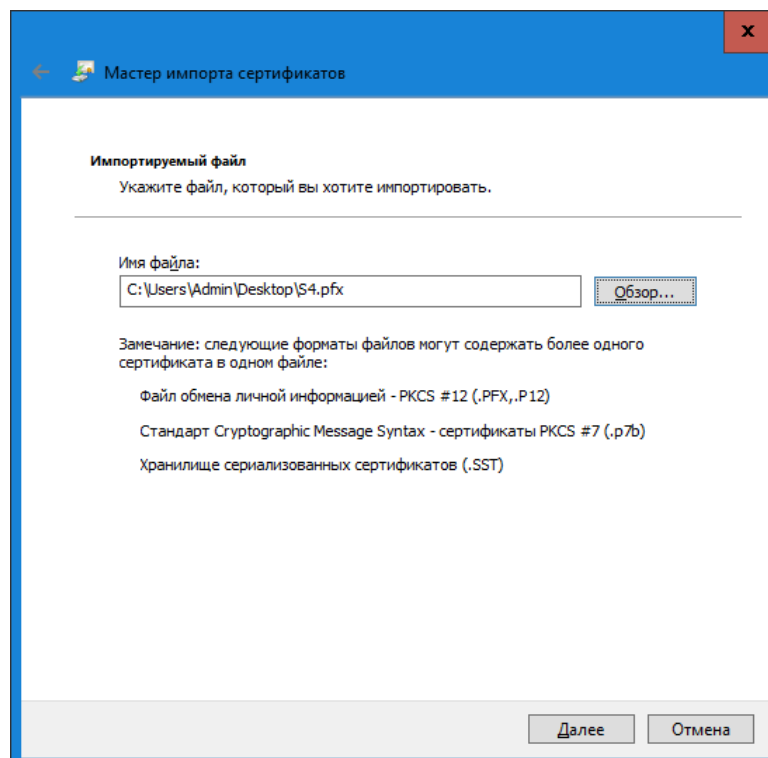 x
Мастер импорта сертификатов
Импортируемый файл
Укажите файл, который вы хотите импортировать.
Имя файла:
C:\Users\Admin\Desktop\S4.pfx
Обзор...
Замечание: следующие форматы файлов могут содержать более одного
сертификата в одном файле:
Файл обмена личной информацией - PKCS #12 (.PFX,.P12)
Стандарт Cryptographic Message Syntax - сертификаты PKCS #7 (.p7b)
Хранилище сериализованных сертификатов (.SST)
Далее
Отмена